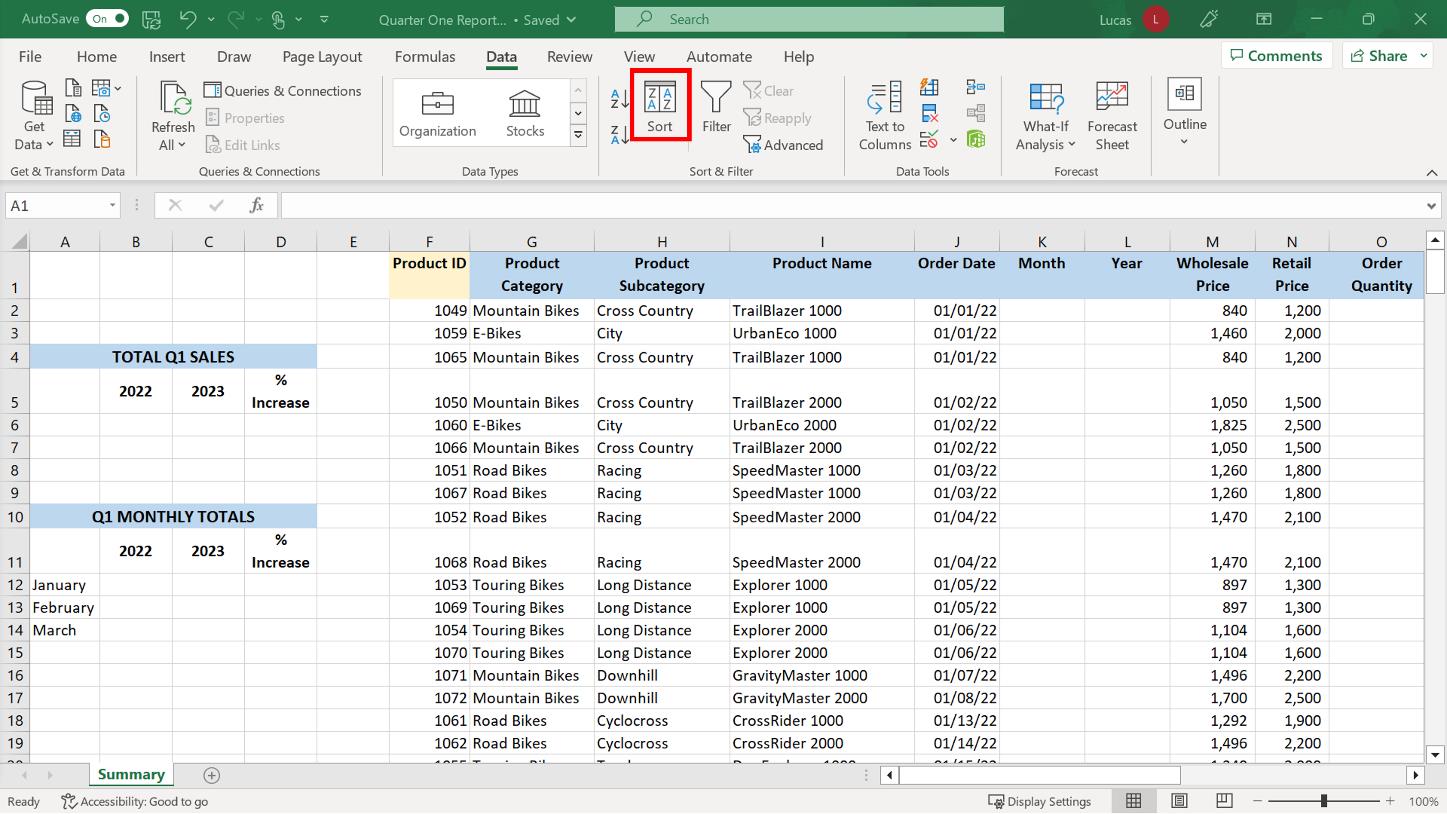 AutoSave On Quarter One Report... • Saved Search Lucas L
File Home Insert Draw Page Layout Formulas Data Review View Automate Help Comments Share
Get Data
Refresh All
Queries & Connections
Properties
Edit Links
Organization Stocks
Sort
Filter
Clear
Reapply
Advanced
Text to Columns
What-If Analysis
Forecast Sheet
Outline
Get & Transform Data Queries & Connections Data Types Sort & Filter Data Tools Forecast
A1 fx
A B C D E F G H I J K L M N O
1 Product ID Product Category Product Subcategory Product Name Order Date Month Year Wholesale Price Retail Price Order Quantity
2 1049 Mountain Bikes Cross Country TrailBlazer 1000 01/01/22 840 1,200
3 1059 E-Bikes City UrbanEco 1000 01/01/22 1,460 2,000
4 TOTAL Q1 SALES 1065 Mountain Bikes Cross Country TrailBlazer 1000 01/01/22 840 1,200
5 2022 2023 % Increase 1050 Mountain Bikes Cross Country TrailBlazer 2000 01/02/22 1,050 1,500
6 1060 E-Bikes City UrbanEco 2000 01/02/22 1,825 2,500
7 1066 Mountain Bikes Cross Country TrailBlazer 2000 01/02/22 1,050 1,500
8 1051 Road Bikes Racing SpeedMaster 1000 01/03/22 1,260 1,800
9 1067 Road Bikes Racing SpeedMaster 1000 01/03/22 1,260 1,800
10 Q1 MONTHLY TOTALS 1052 Road Bikes Racing SpeedMaster 2000 01/04/22 1,470 2,100
11 2022 2023 % Increase 1068 Road Bikes Racing SpeedMaster 2000 01/04/22 1,470 2,100
12 January 1053 Touring Bikes Long Distance Explorer 1000 01/05/22 897 1,300
13 February 1069 Touring Bikes Long Distance Explorer 1000 01/05/22 897 1,300
14 March 1054 Touring Bikes Long Distance Explorer 2000 01/06/22 1,104 1,600
15 1070 Touring Bikes Long Distance Explorer 2000 01/06/22 1,104 1,600
16 1071 Mountain Bikes Downhill GravityMaster 1000 01/07/22 1,496 2,200
17 1072 Mountain Bikes Downhill GravityMaster 2000 01/08/22 1,700 2,500
18 1061 Road Bikes Cyclocross CrossRider 1000 01/13/22 1,292 1,900
19 1062 Road Bikes Cyclocross CrossRider 2000 01/14/22 1,496 2,200
Summary
Ready Accessibility: Good to go Display Settings 100%